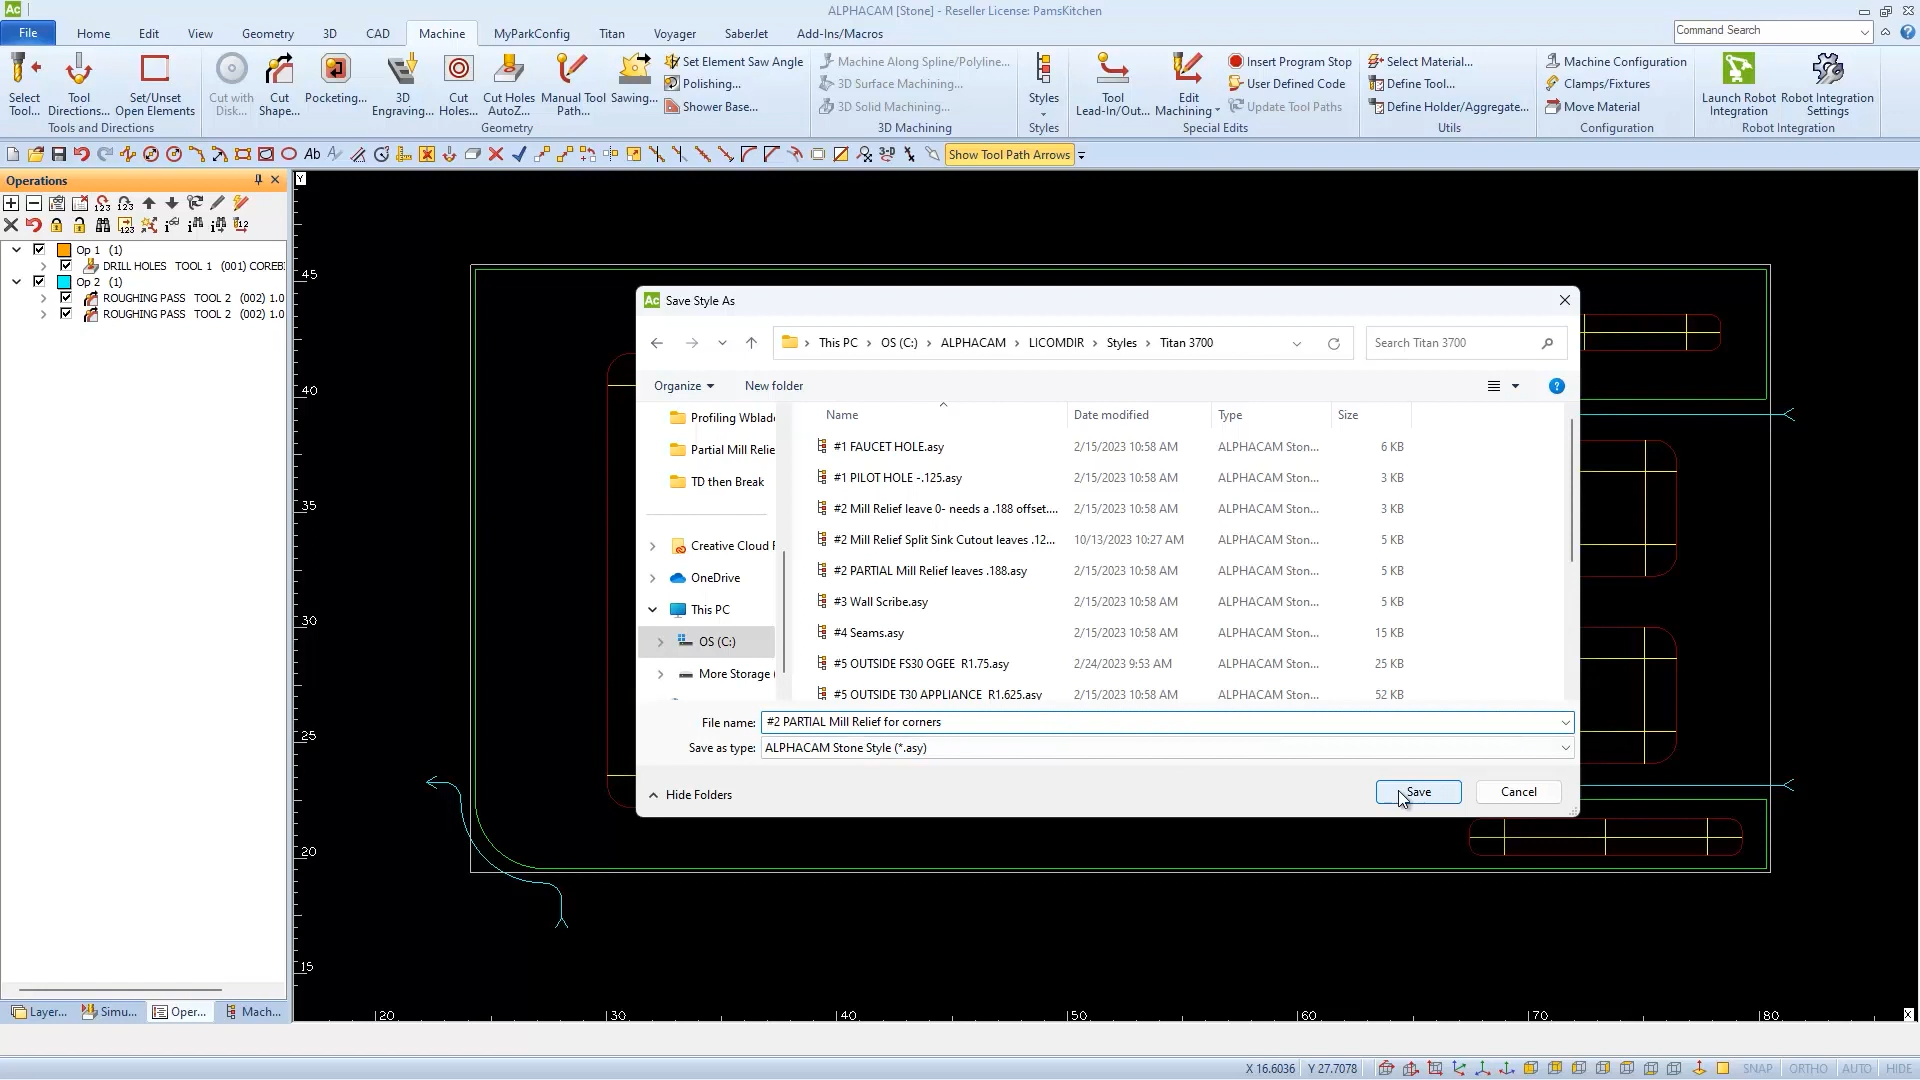 ALPHACAM [Stone] - Reseller License: PamsKitchen
File Home Edit View Geometry 3D CAD Machine MyParkConfig Titan Voyager SaberJet Add-Ins/Macros
Command Search
Select Tool...
Tool Directions...
Set/Unset Open Elements
Tools and Directions
Cut with Disk...
Cut Shape...
Pocketing...
3D Engraving...
Cut Holes...
Cut Holes AutoZ...
Manual Tool Path...
Sawing...
Set Element Saw Angle
Polishing...
Shower Base...
Geometry
Machine Along Spline/Polyline...
3D Surface Machining...
3D Solid Machining...
3D Machining
Styles
Styles
Tool Lead-In/Out...
Edit Machining
Insert Program Stop
User Defined Code
Update Tool Paths
Special Edits
Select Material...
Define Tool...
Define Holder/Aggregate...
Utils
Machine Configuration
Clamps/Fixtures
Move Material
Configuration
Launch Robot Integration
Robot Integration Settings
Robot Integration
Show Tool Path Arrows
Operations
Op 1 (1)
DRILL HOLES TOOL 1 (001) COREB
Op 2 (1)
ROUGHING PASS TOOL 2 (002) 1.0
ROUGHING PASS TOOL 2 (002) 1.0
Layer... Simu... Oper... Mach...
Y
45
40
35
30
25
20
15
20 30 40 50 60 70 80
X
Save Style As
This PC > OS (C:) > ALPHACAM > LICOMDIR > Styles > Titan 3700
Search Titan 3700
Organize New folder
Profiling Wblade
Partial Mill Relie
TD then Break
Creative Cloud F
OneDrive
This PC
OS (C:)
More Storage (
Name Date modified Type Size
#1 FAUCET HOLE.asy 2/15/2023 10:58 AM ALPHACAM Ston... 6 KB
#1 PILOT HOLE -.125.asy 2/15/2023 10:58 AM ALPHACAM Ston... 3 KB
#2 Mill Relief leave 0- needs a .188 offset.... 2/15/2023 10:58 AM ALPHACAM Ston... 3 KB
#2 Mill Relief Split Sink Cutout leaves .12... 10/13/2023 10:27 AM ALPHACAM Ston... 5 KB
#2 PARTIAL Mill Relief leaves .188.asy 2/15/2023 10:58 AM ALPHACAM Ston... 5 KB
#3 Wall Scribe.asy 2/15/2023 10:58 AM ALPHACAM Ston... 5 KB
#4 Seams.asy 2/15/2023 10:58 AM ALPHACAM Ston... 15 KB
#5 OUTSIDE FS30 OGEE R1.75.asy 2/24/2023 9:53 AM ALPHACAM Ston... 25 KB
#5 OUTSIDE T30 APPLIANCE R1.625.asy 2/15/2023 10:58 AM ALPHACAM Ston... 52 KB
File name: #2 PARTIAL Mill Relief for corners
Save as type: ALPHACAM Stone Style (*.asy)
Hide Folders
Save Cancel
X 16.6036 Y 27.7078 SNAP ORTHO AUTO HIDE